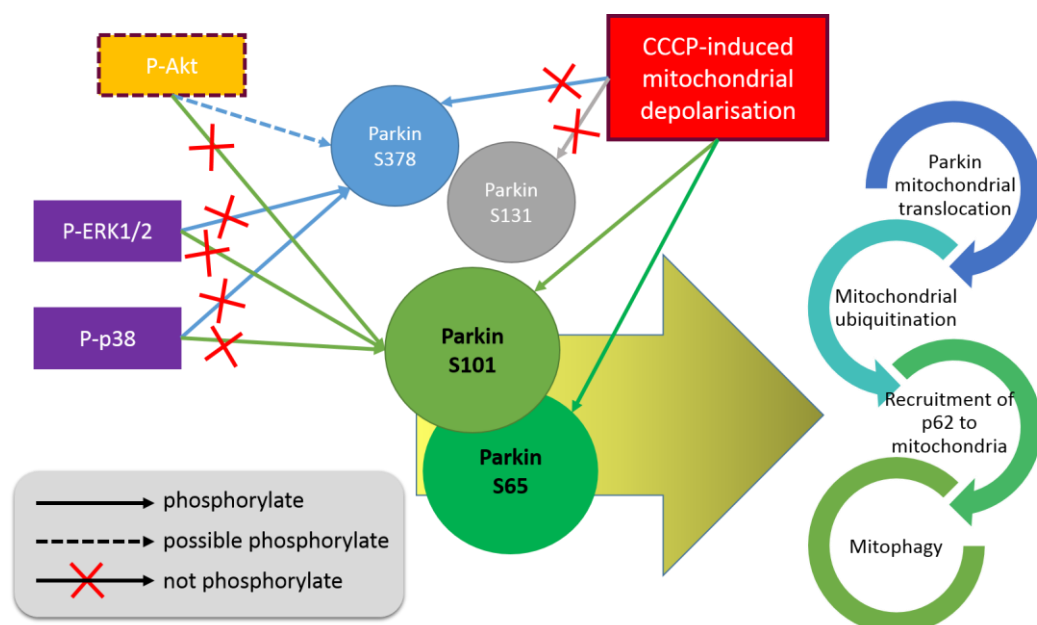 P-Akt
CCCP-induced
mitochondrial
depolarisation
Parkin
S378
Parkin
S131
P-ERK1/2
P-p38
Parkin
S101
Parkin
S65
Parkin
mitochondrial
translocation
Mitochondrial
ubiquitination
Recruitment of
p62 to
mitochondria
Mitophagy
phosphorylate
possible phosphorylate
not phosphorylate